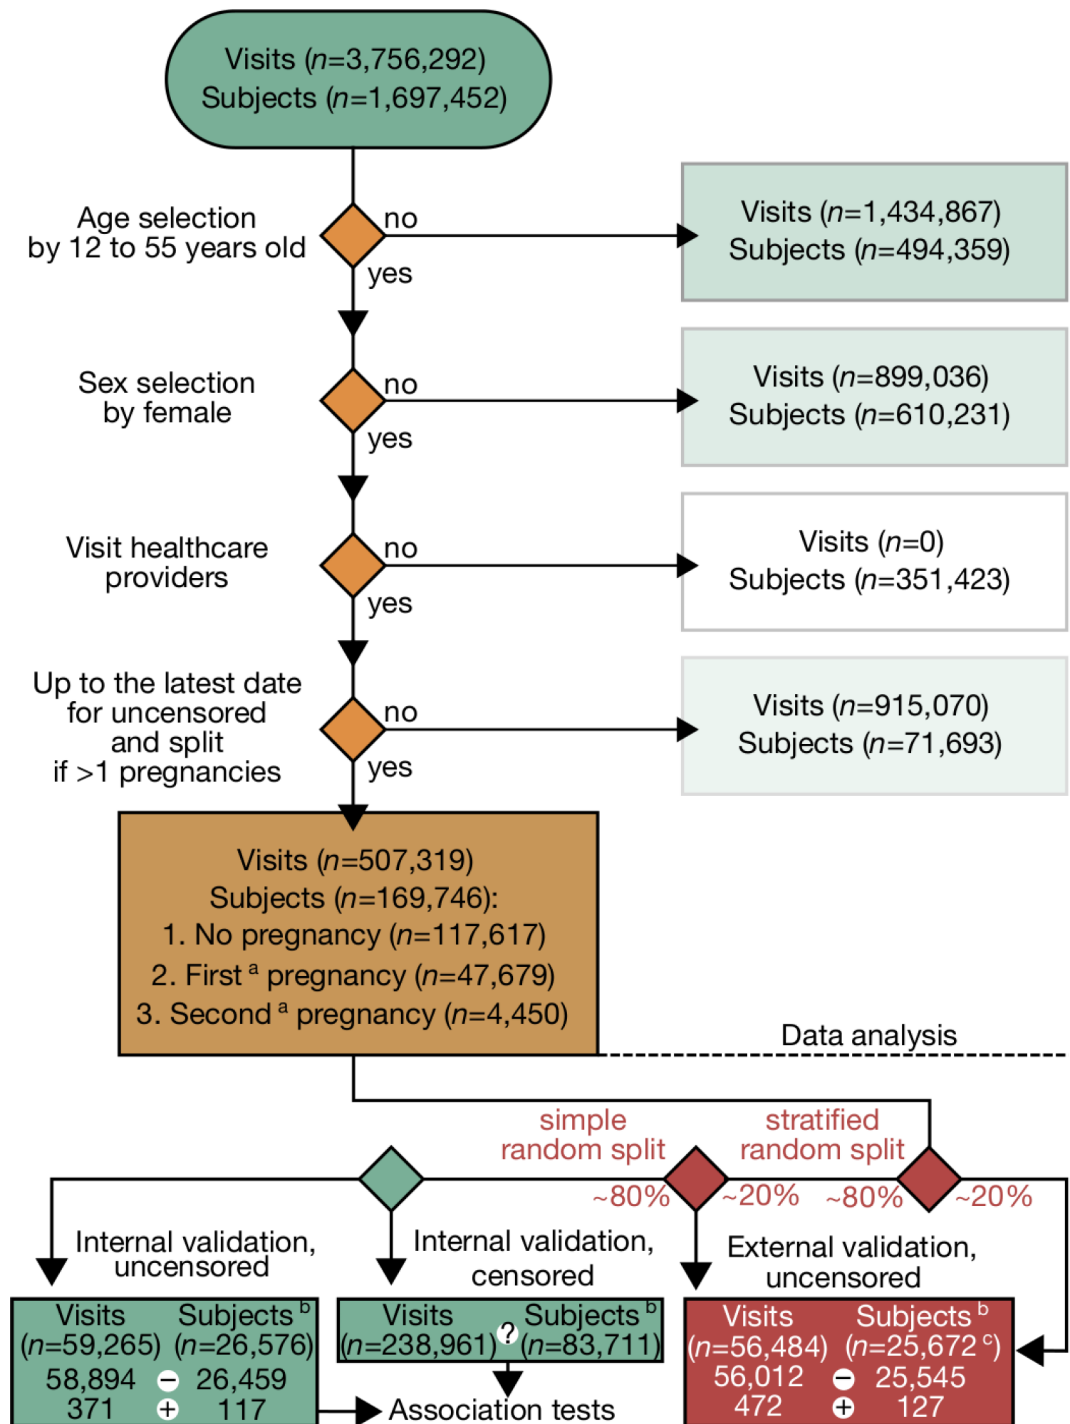 Visits (n=3,756,292)
Subjects (n=1,697,452)
Age selection
by 12 to 55 years old
no
yes
Visits (n=1,434,867)
Subjects (n=494,359)
Sex selection
by female
no
yes
Visits (n=899,036)
Subjects (n=610,231)
Visit healthcare
providers
no
yes
Visits (n=0)
Subjects (n=351,423)
Up to the latest date
for uncensored
and split
if >1 pregnancies
no
yes
Visits (n=915,070)
Subjects (n=71,693)
Visits (n=507,319)
Subjects (n=169,746):
1. No pregnancy (n=117,617)
2. First a pregnancy (n=47,679)
3. Second a pregnancy (n=4,450)
Data analysis
simple
random split
stratified
random split
~80%
~20%
~80%
~20%
Internal validation,
uncensored
Visits Subjects b
(n=59,265) (n=26,576)
58,894 − 26,459
371 + 117
Internal validation,
censored
Visits Subjects b
(n=238,961) ? (n=83,711)
Association tests
External validation,
uncensored
Visits Subjects b
(n=56,484) (n=25,672 c)
56,012 − 25,545
472 + 127